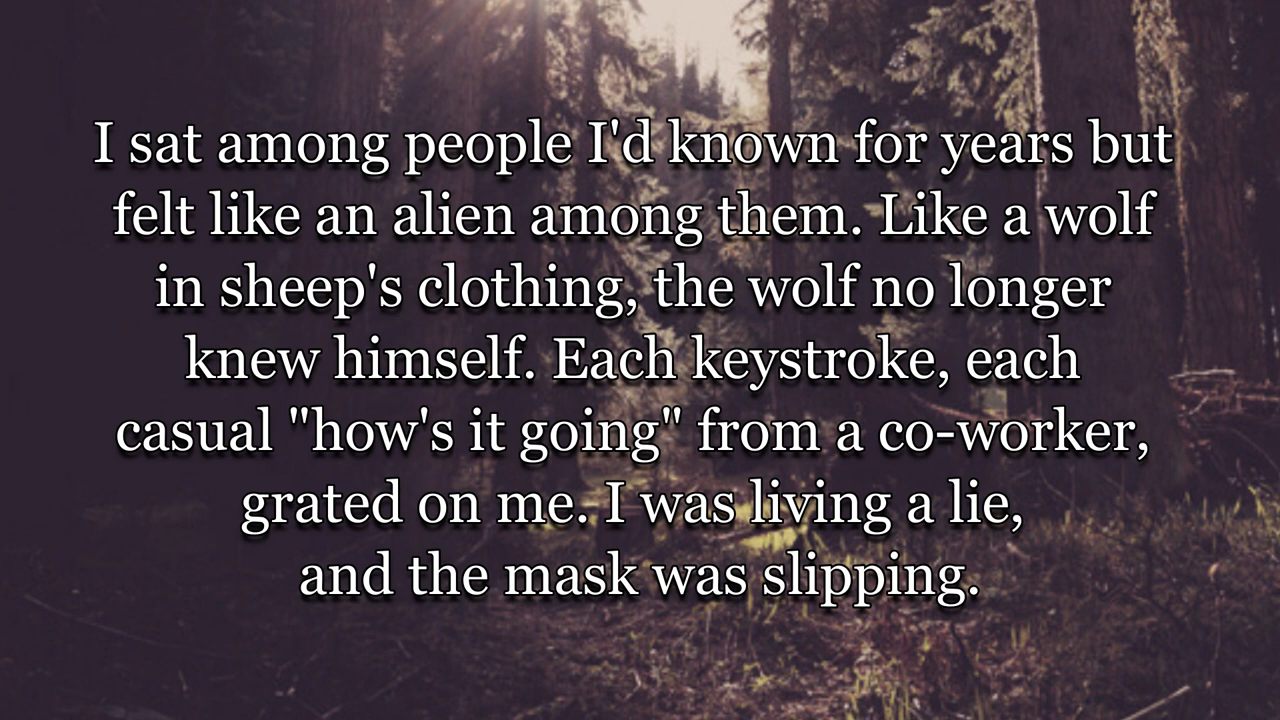 I sat among people I'd known for years but
felt like an alien among them. Like a wolf
in sheep's clothing, the wolf no longer
knew himself. Each keystroke, each
casual "how's it going" from a co-worker,
grated on me. I was living a lie,
and the mask was slipping.